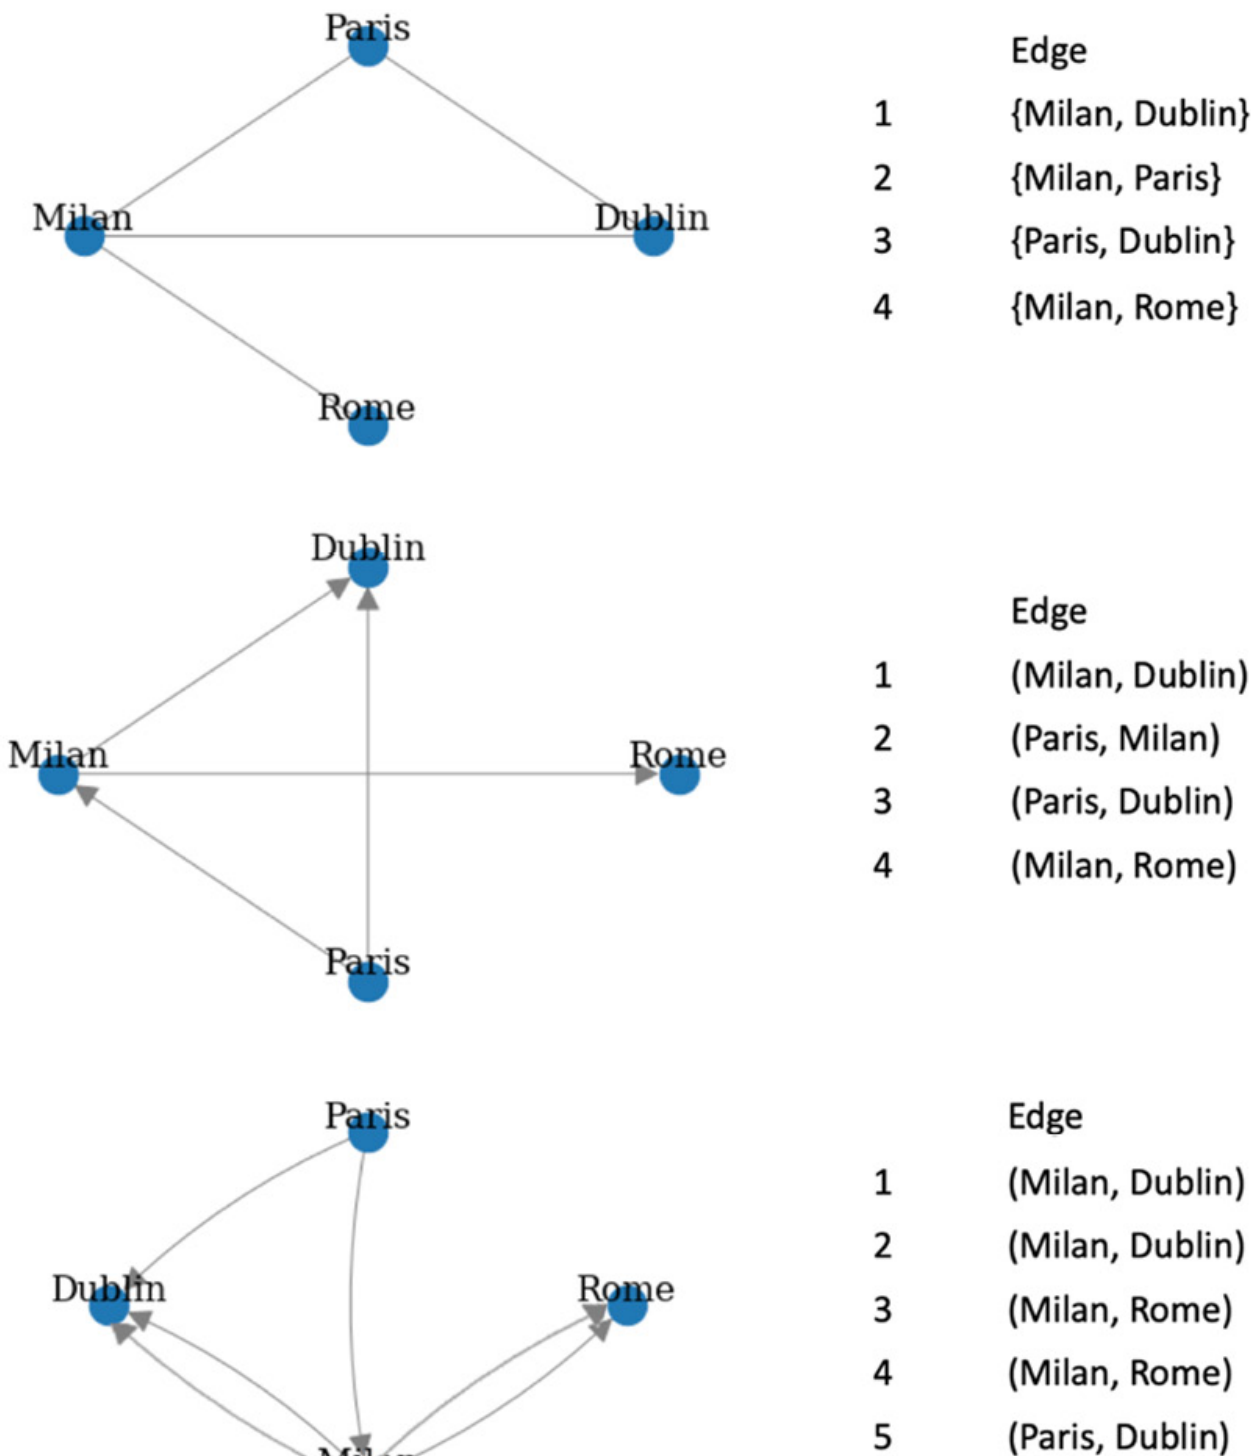 Paris
Milan
Dublin
Rome
Edge
1 {Milan, Dublin}
2 {Milan, Paris}
3 {Paris, Dublin}
4 {Milan, Rome}
Dublin
Milan
Rome
Paris
Edge
1 (Milan, Dublin)
2 (Paris, Milan)
3 (Paris, Dublin)
4 (Milan, Rome)
Paris
Dublin
Rome
Milan
Edge
1 (Milan, Dublin)
2 (Milan, Dublin)
3 (Milan, Rome)
4 (Milan, Rome)
5 (Paris, Dublin)